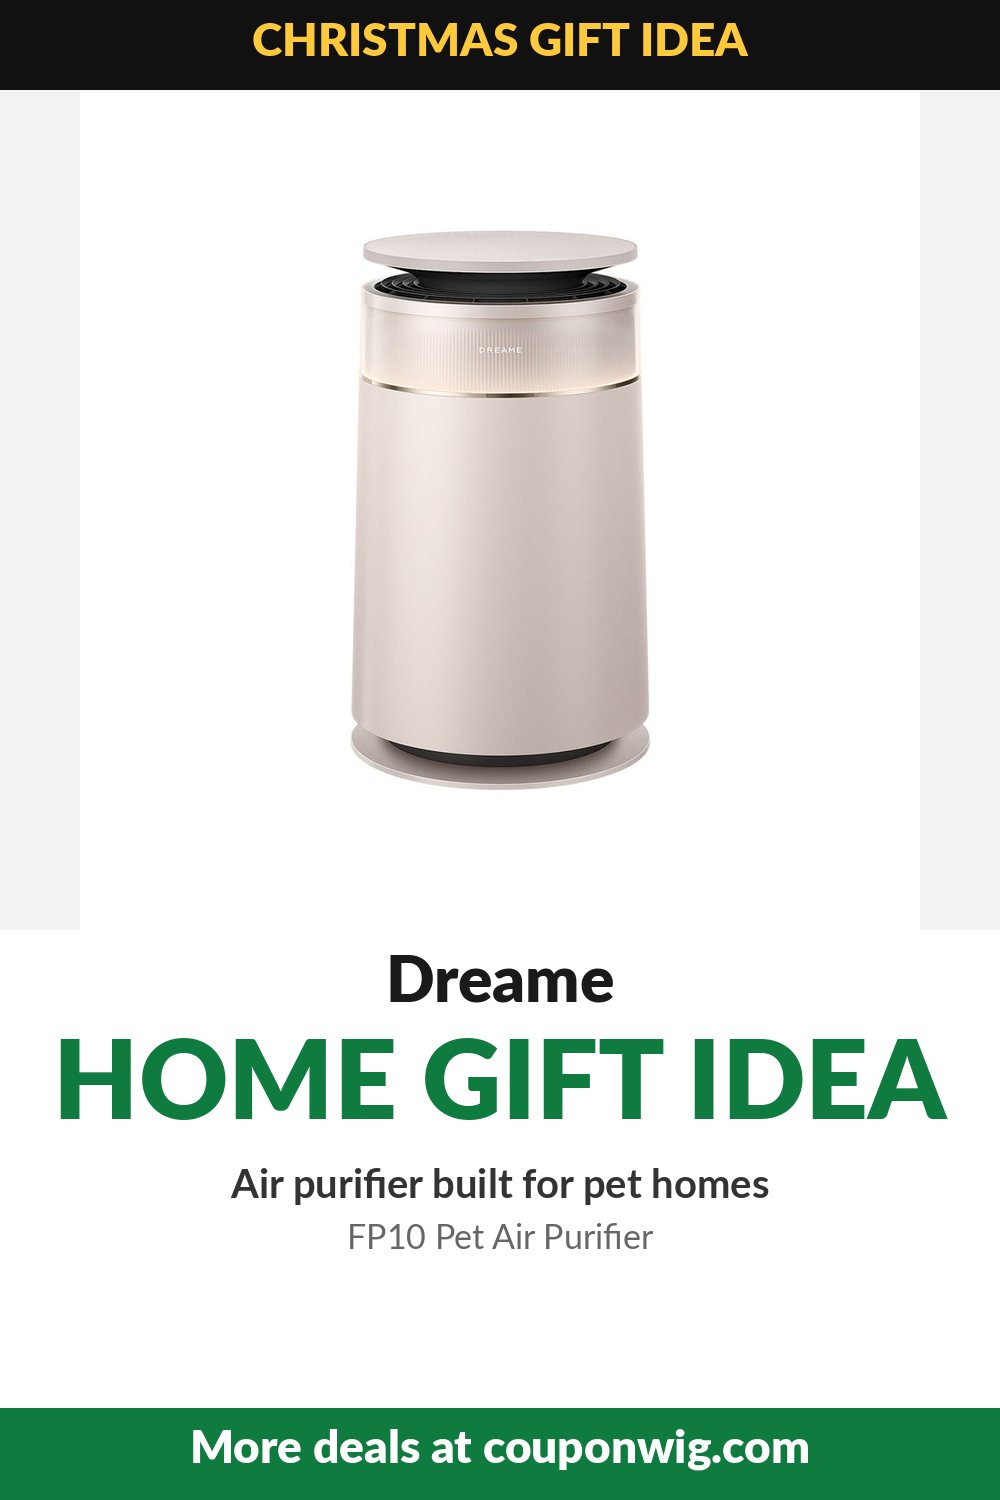 CHRISTMAS GIFT IDEA
DREAME
Dreame
HOME GIFT IDEA
Air purifier built for pet homes
FP10 Pet Air Purifier
More deals at couponwig.com